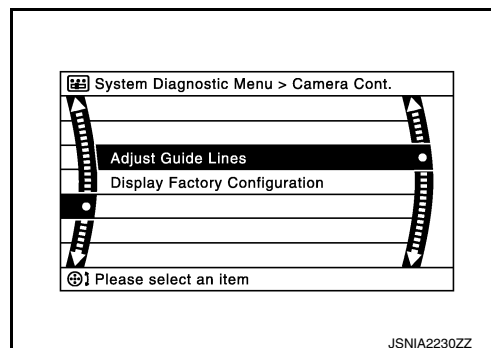 System Diagnostic Menu > Camera Cont.
Adjust Guide Lines
Display Factory Configuration
Please select an item
JSNIA2230ZZ